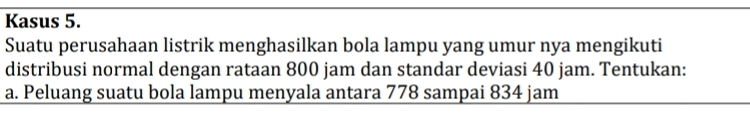 Kasus 5.
Suatu perusahaan listrik menghasilkan bola lampu yang umur nya mengikuti
distribusi normal dengan rataan 800 jam dan standar deviasi 40 jam. Tentukan:
a. Peluang suatu bola lampu menyala antara 778 sampai 834 jam